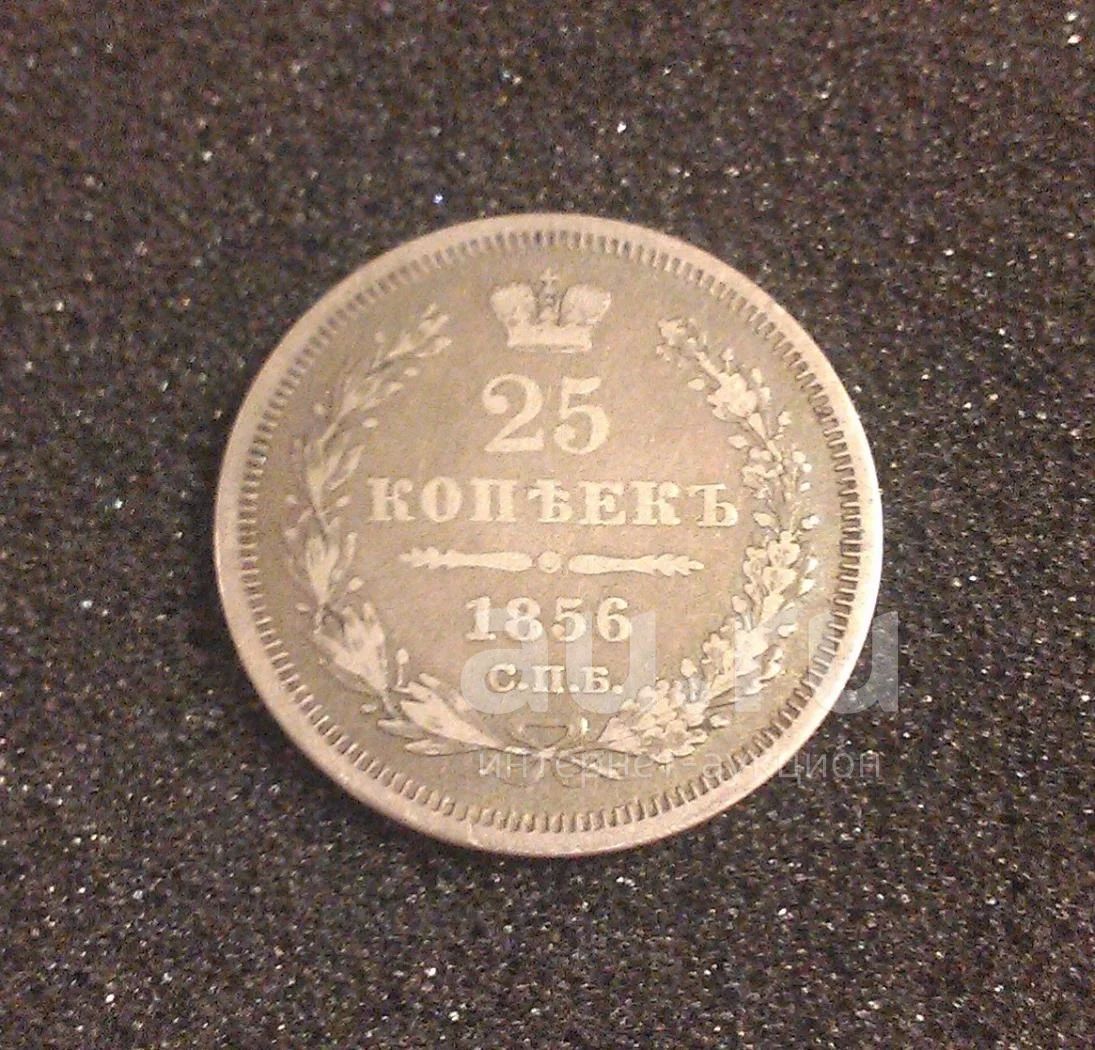 25
КОПѢЕКЪ
1856
С.П.Б.
au.ru
интернет-аукцион